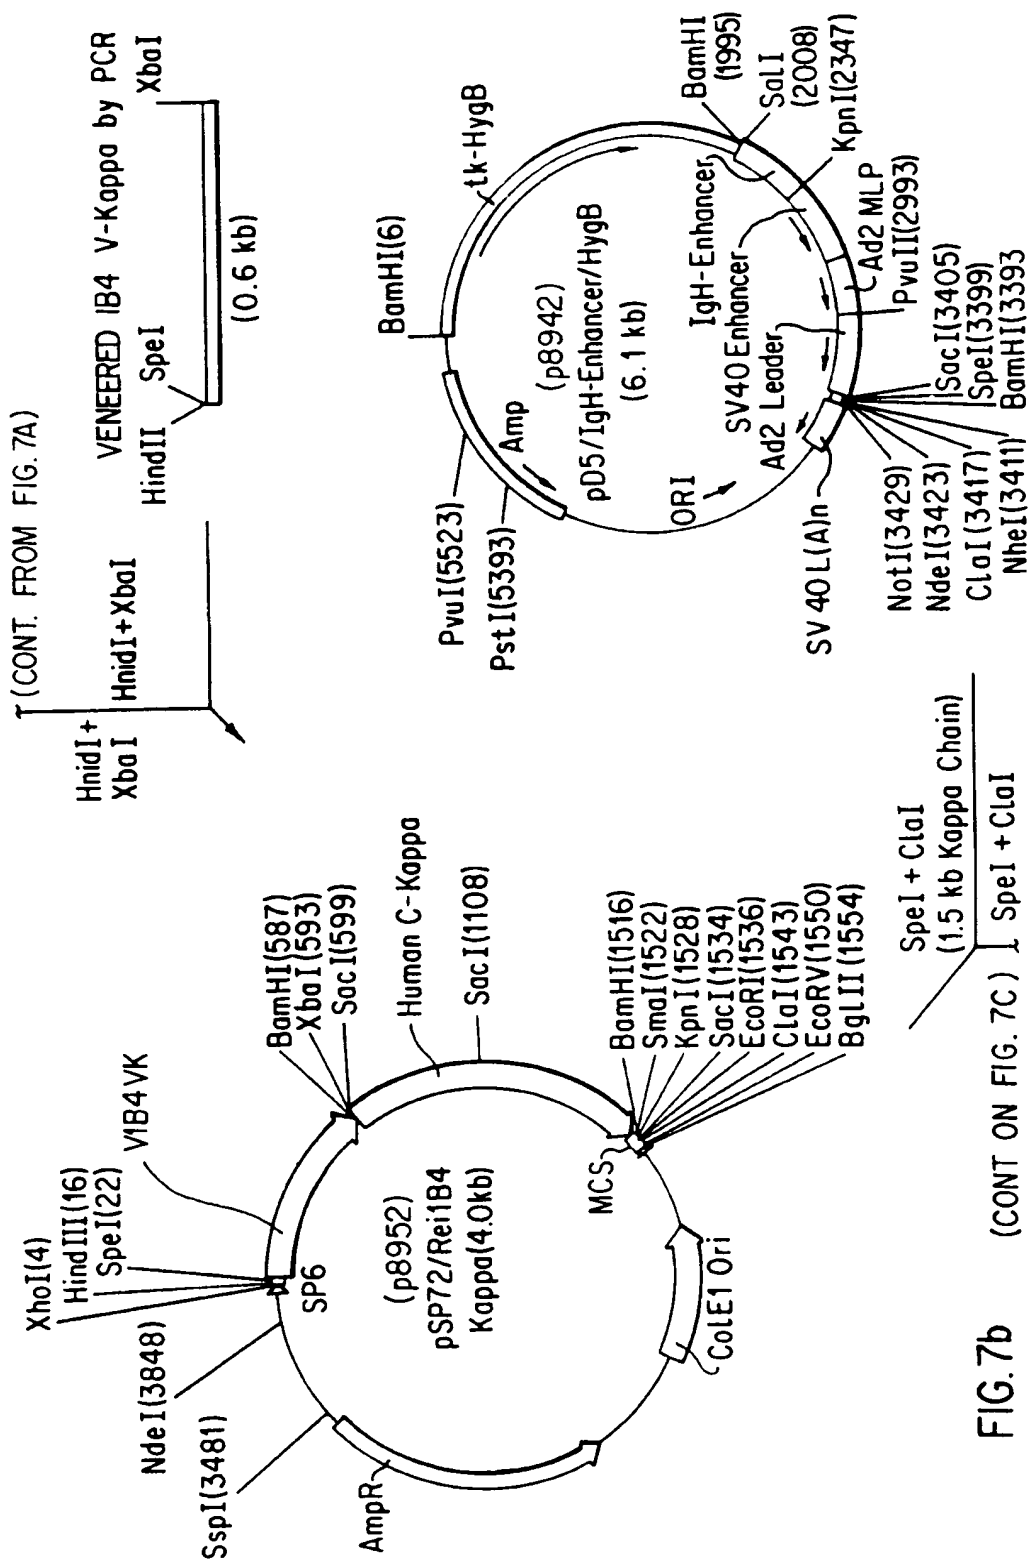 (CONT. FROM FIG. 7A)
HnidI+
XbaI
HnidI+XbaI
VENEERED IB4 V-Kappa by PCR
HindII
SpeI
XbaI
(0.6 kb)
XhoI(4)
HindIII(16)
SpeI(22)
NdeI(3848)
SspI(3481)
V1B4VK
SP6
BamHI(587)
XbaI(593)
SacI(599)
Human C-Kappa
SacI(1108)
(p8952)
pSP72/Rei1B4
Kappa(4.0kb)
AmpR
MCS
BamHI(1516)
SmaI(1522)
KpnI(1528)
SacI(1534)
EcoRI(1536)
ClaI(1543)
EcoRV(1550)
BglII(1554)
ColE1 Ori
BamHI(6)
tk-HygB
PvuI(5523)
PstI(5393)
Amp
(p8942)
pD5/IgH-Enhancer/HygB
(6.1 kb)
BamHI
(1995)
SalI
(2008)
KpnI(2347)
IgH-Enhancer
SV40 Enhancer
Ad2 Leader
Ad2 MLP
PvuII(2993)
ORI
SV 40 L(A)n
SacI(3405)
SpeI(3399)
BamHI(3393
NotI(3429)
NdeI(3423)
ClaI(3417)
NheI(3411)
SpeI + ClaI
(1.5 kb Kappa Chain)
SpeI + ClaI
(CONT ON FIG. 7C)
FIG. 7b